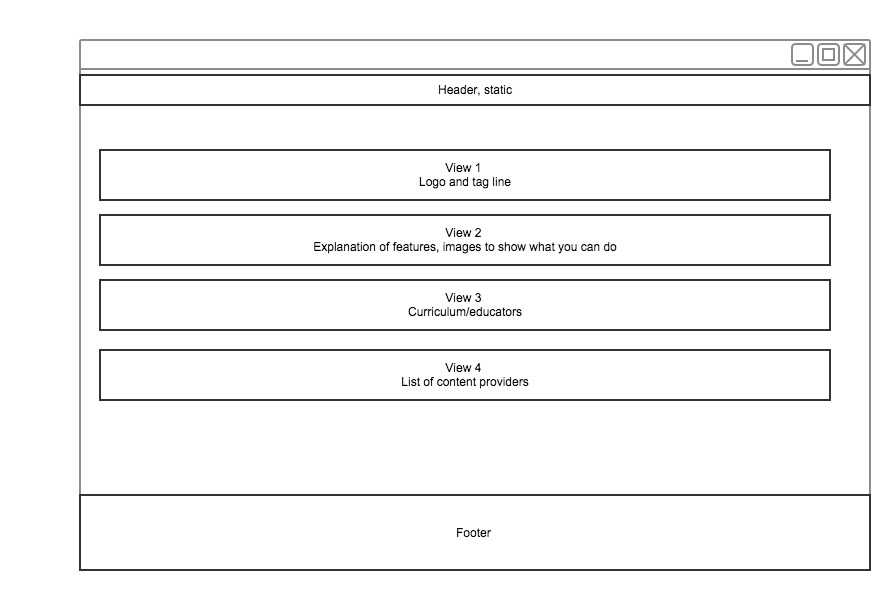 Header, static
View 1
Logo and tag line
View 2
Explanation of features, images to show what you can do
View 3
Curriculum/educators
View 4
List of content providers
Footer